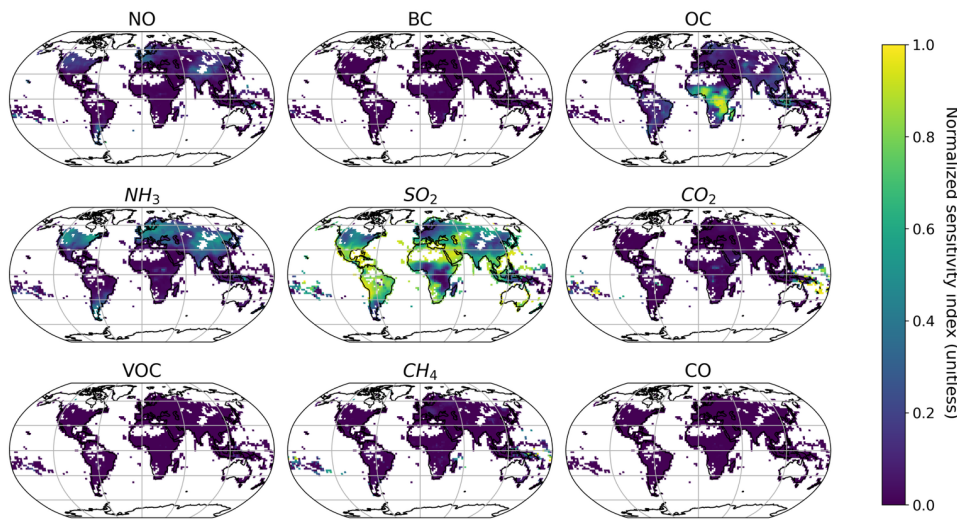 NO
BC
OC
NH3
SO2
CO2
VOC
CH4
CO
1.0
0.8
0.6
0.4
0.2
0.0
Normalized sensitivity index (unitless)